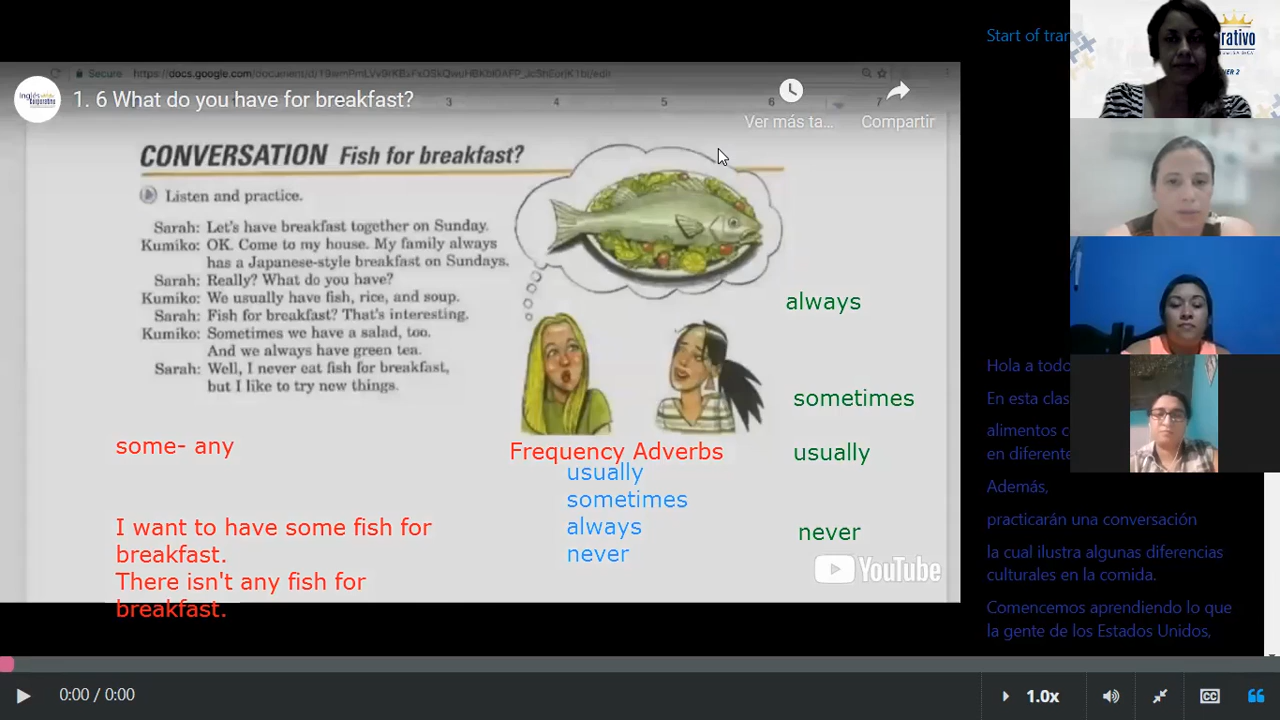 Start of tran
rativo
Secure
1. 6 What do you have for breakfast?
Ver más ta...
Compartir
3 4 5 6 7
CONVERSATION Fish for breakfast?
Listen and practice.
Sarah: Let's have breakfast together on Sunday.
Kumiko: OK. Come to my house. My family always
has a Japanese-style breakfast on Sundays.
Sarah: Really? What do you have?
Kumiko: We usually have fish, rice, and soup.
Sarah: Fish for breakfast? That's interesting.
Kumiko: Sometimes we have a salad, too.
And we always have green tea.
Sarah: Well, I never eat fish for breakfast,
but I like to try new things.
always
sometimes
usually
never
some- any
Frequency Adverbs
usually
sometimes
always
never
I want to have some fish for
breakfast.
There isn't any fish for
breakfast.
YouTube
Hola a todo
En esta clas
alimentos c
en diferente
Además,
practicarán una conversación
la cual ilustra algunas diferencias
culturales en la comida.
Comencemos aprendiendo lo que
la gente de los Estados Unidos,
0:00 / 0:00
1.0x
CC